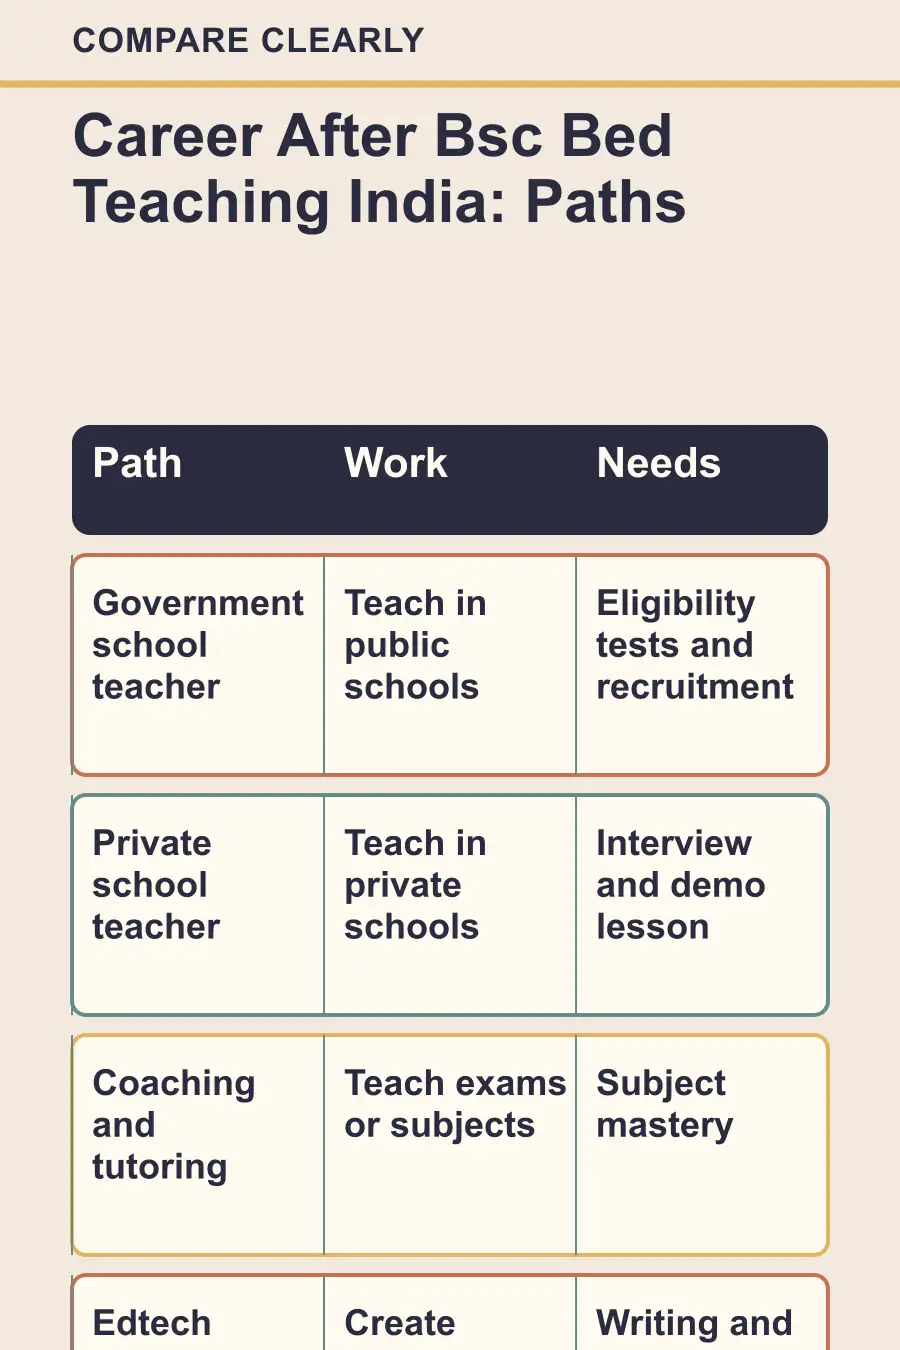 COMPARE CLEARLY
Career After Bsc Bed
Teaching India: Paths
Path
Work
Needs
Government
school
teacher
Teach in
public
schools
Eligibility
tests and
recruitment
Private
school
teacher
Teach in
private
schools
Interview
and demo
lesson
Coaching
and
tutoring
Teach exams
or subjects
Subject
mastery
Edtech
Create
Writing and